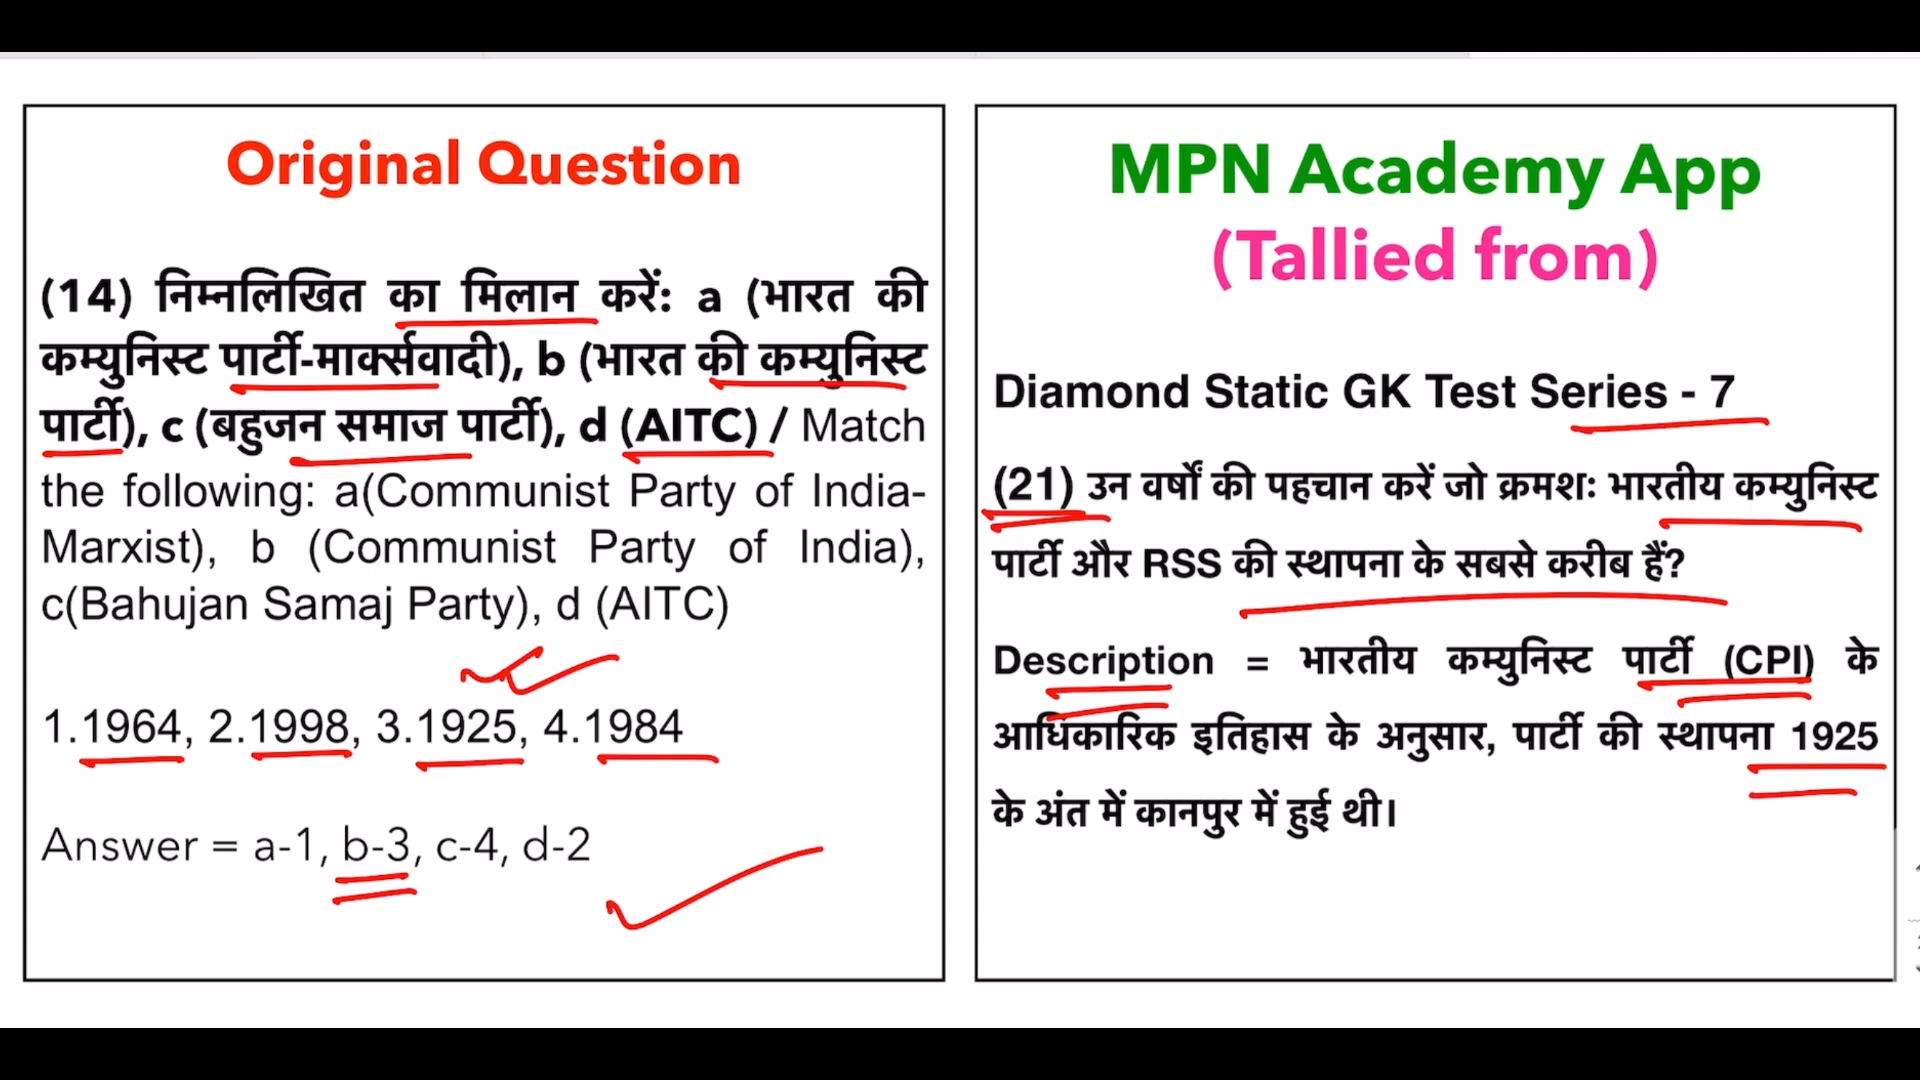 Original Question
(14) निम्नलिखित का मिलान करें: a (भारत की
कम्युनिस्ट पार्टी-मार्क्सवादी), b (भारत की कम्युनिस्ट
पार्टी), c (बहुजन समाज पार्टी), d (AITC) / Match
the following: a(Communist Party of India-
Marxist), b (Communist Party of India),
c(Bahujan Samaj Party), d (AITC)
1.1964, 2.1998, 3.1925, 4.1984
Answer = a-1, b-3, c-4, d-2
MPN Academy App
(Tallied from)
Diamond Static GK Test Series - 7
(21) उन वर्षों की पहचान करें जो क्रमशः भारतीय कम्युनिस्ट
पार्टी और RSS की स्थापना के सबसे करीब हैं?
Description = भारतीय कम्युनिस्ट पार्टी (CPI) के
आधिकारिक इतिहास के अनुसार, पार्टी की स्थापना 1925
के अंत में कानपुर में हुई थी।